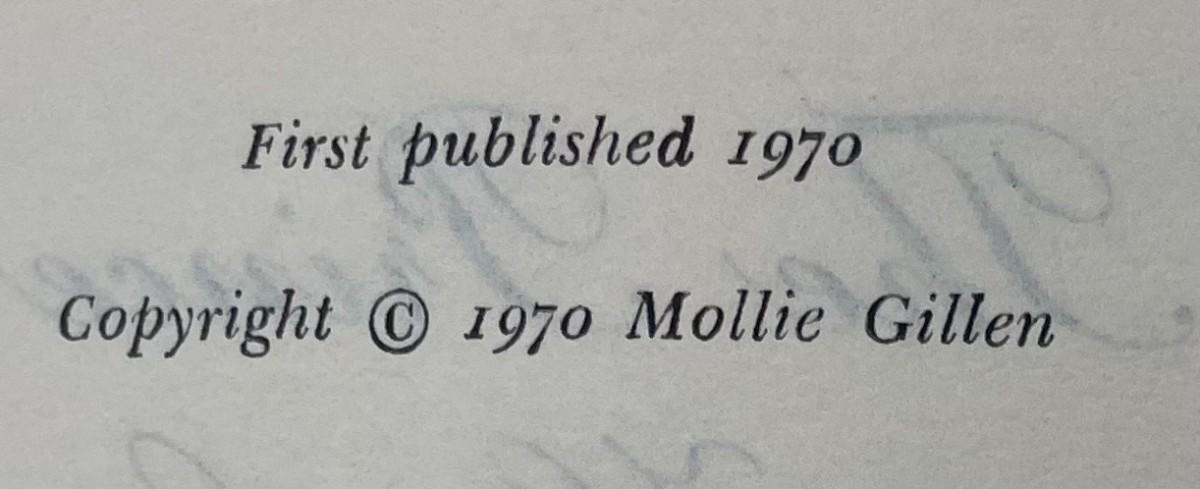 First published 1970
Copyright © 1970 Mollie Gillen